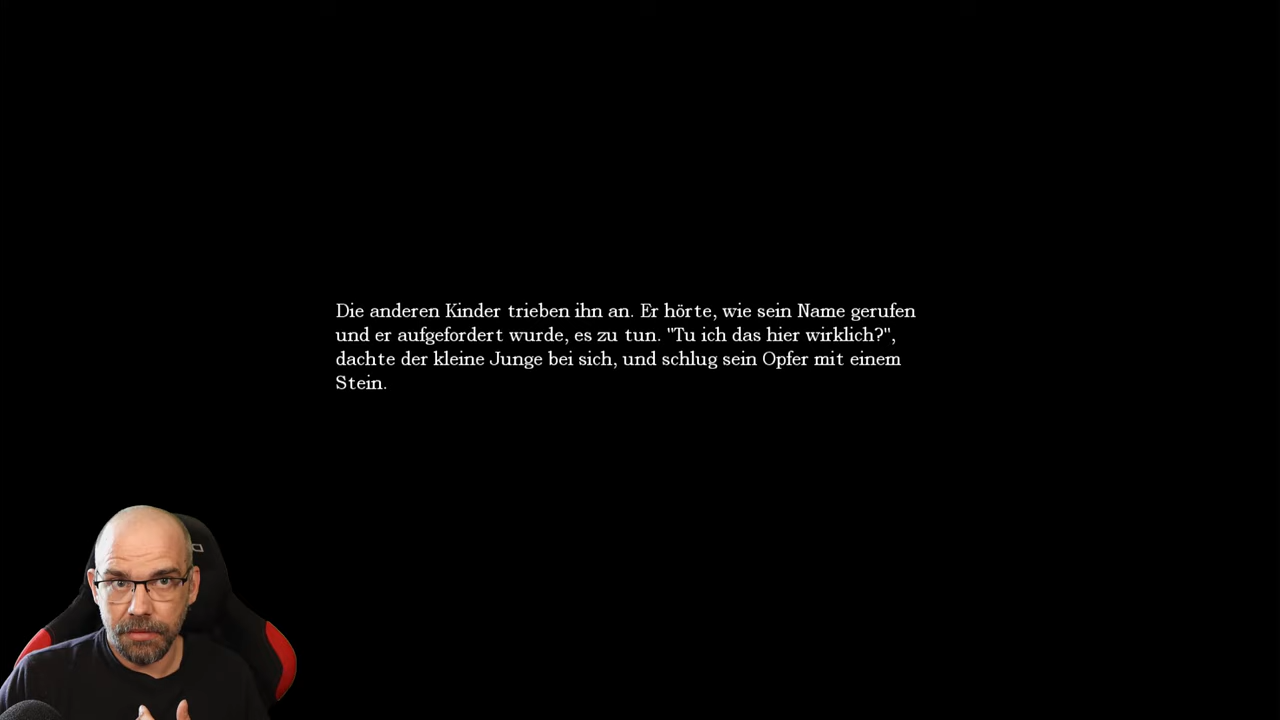 Die anderen Kinder trieben ihn an. Er hörte, wie sein Name gerufen
und er aufgefordert wurde, es zu tun. "Tu ich das hier wirklich?",
dachte der kleine Junge bei sich, und schlug sein Opfer mit einem
Stein.